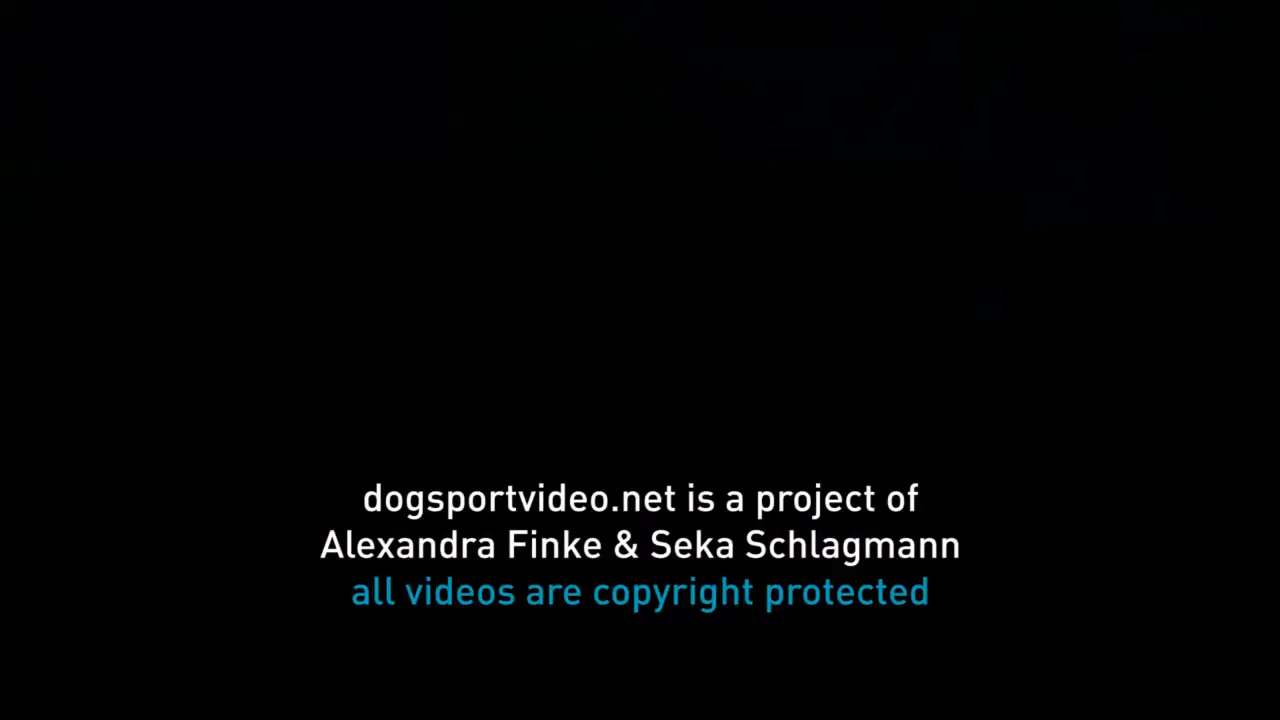 dogsportvideo.net is a project of
Alexandra Finke & Seka Schlagmann
all videos are copyright protected